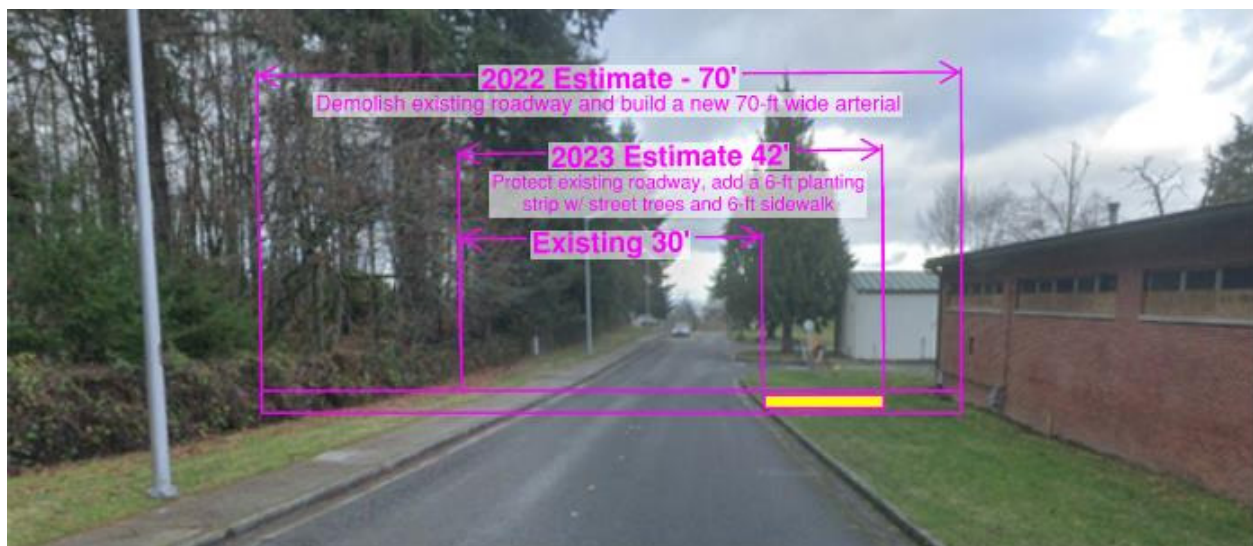 2022 Estimate - 70'
Demolish existing roadway and build a new 70-ft wide arterial
2023 Estimate 42'
Protect existing roadway, add a 6-ft planting
strip w/ street trees and 6-ft sidewalk
Existing 30'